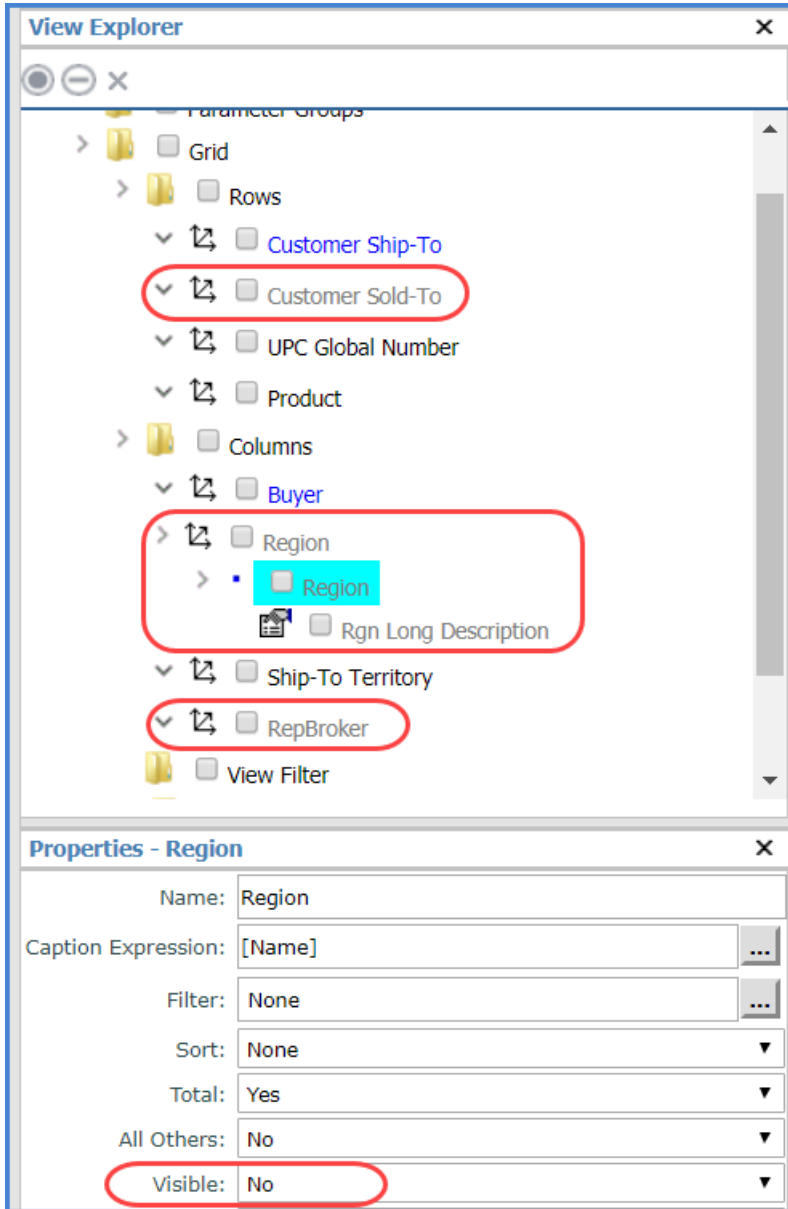 View Explorer
Parameter Groups
Grid
Rows
Customer Ship-To
Customer Sold-To
UPC Global Number
Product
Columns
Buyer
Region
Region
Rgn Long Description
Ship-To Territory
RepBroker
View Filter
Properties - Region
Name: Region
Caption Expression: [Name] ...
Filter: None ...
Sort: None
Total: Yes
All Others: No
Visible: No